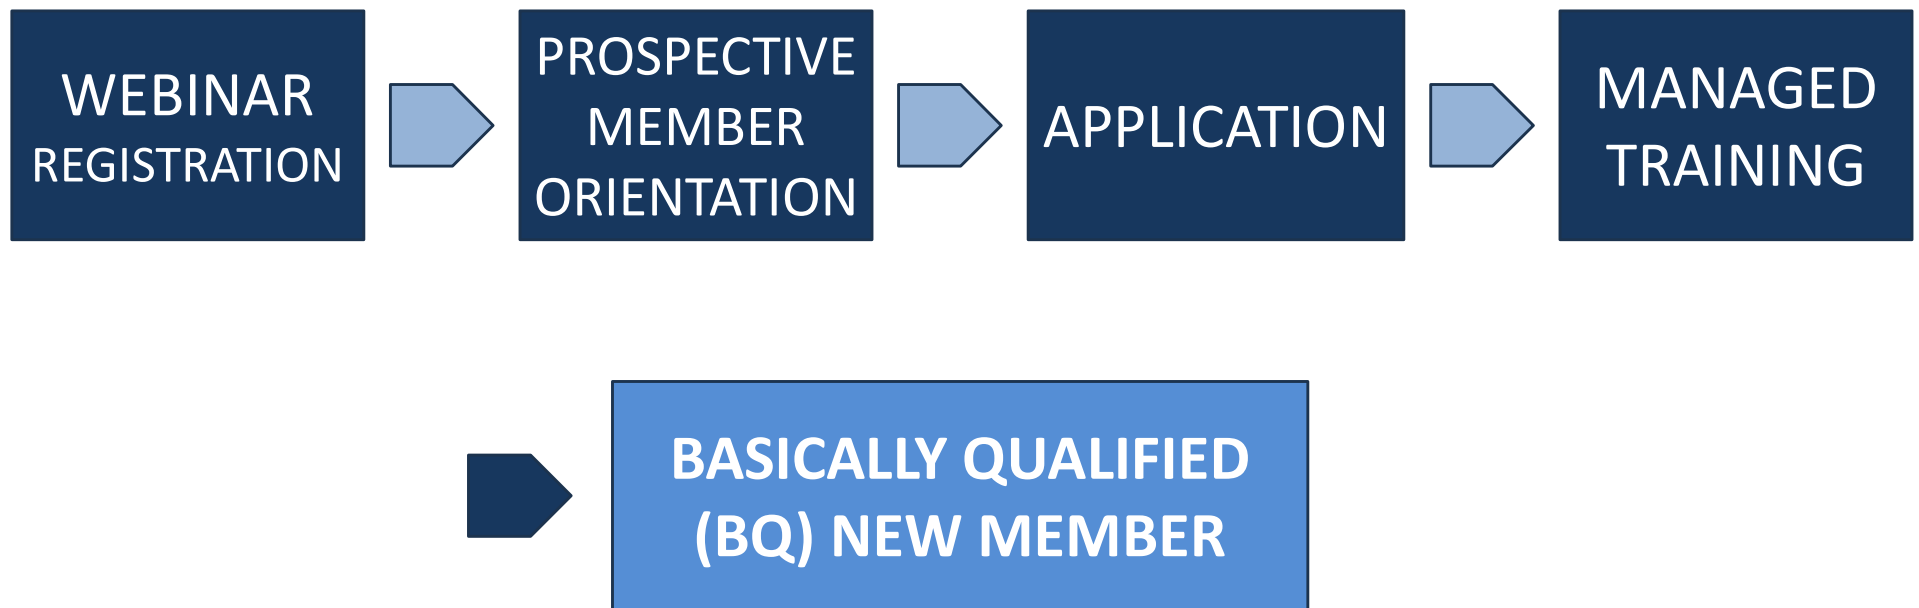 WEBINAR
REGISTRATION
PROSPECTIVE
MEMBER
ORIENTATION
APPLICATION
MANAGED
TRAINING
BASICALLY QUALIFIED
(BQ) NEW MEMBER